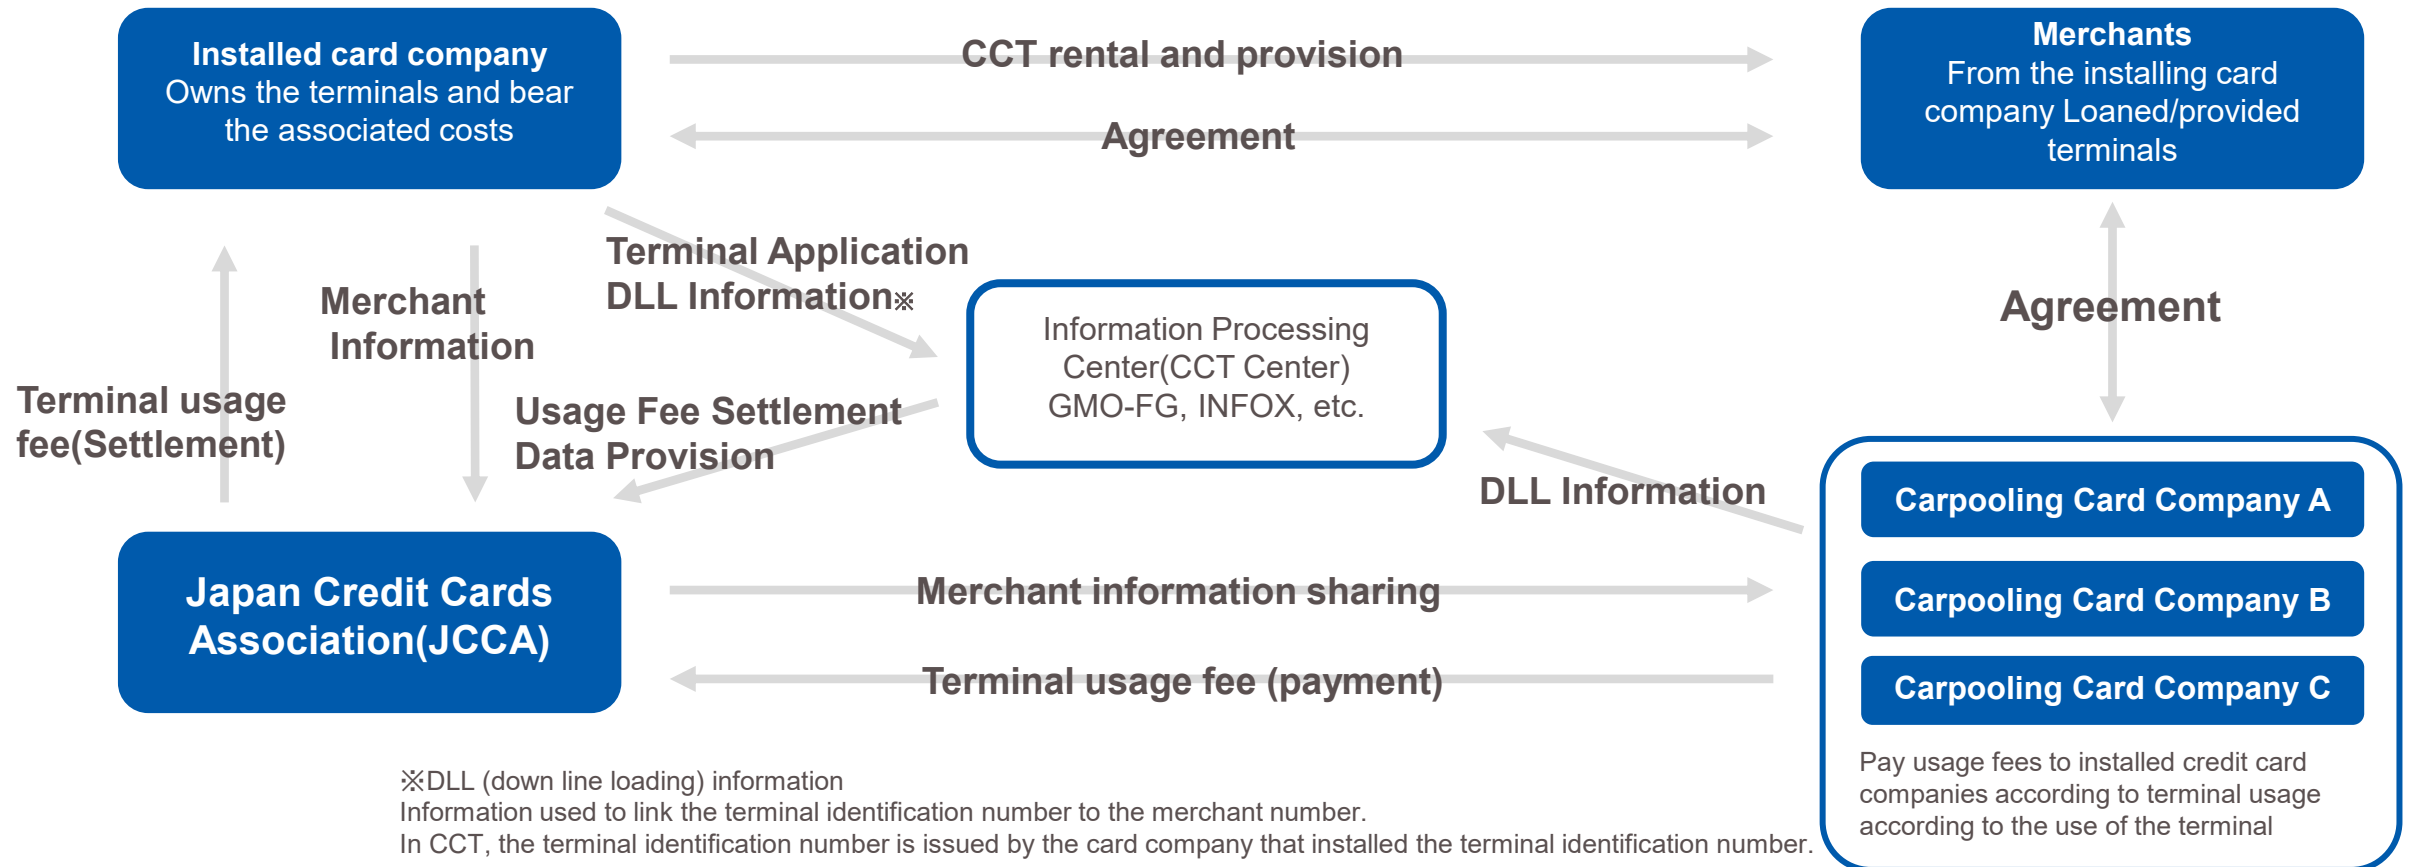 Installed card company
Owns the terminals and bear
the associated costs
CCT rental and provision
Agreement
Merchants
From the installing card
company Loaned/provided
terminals
Terminal Application
DLL Information※
Merchant
Information
Terminal usage
fee(Settlement)
Usage Fee Settlement
Data Provision
Information Processing
Center(CCT Center)
GMO-FG, INFOX, etc.
Agreement
DLL Information
Japan Credit Cards
Association(JCCA)
Merchant information sharing
Terminal usage fee (payment)
Carpooling Card Company A
Carpooling Card Company B
Carpooling Card Company C
Pay usage fees to installed credit card
companies according to terminal usage
according to the use of the terminal
※DLL (down line loading) information
Information used to link the terminal identification number to the merchant number.
In CCT, the terminal identification number is issued by the card company that installed the terminal identification number.